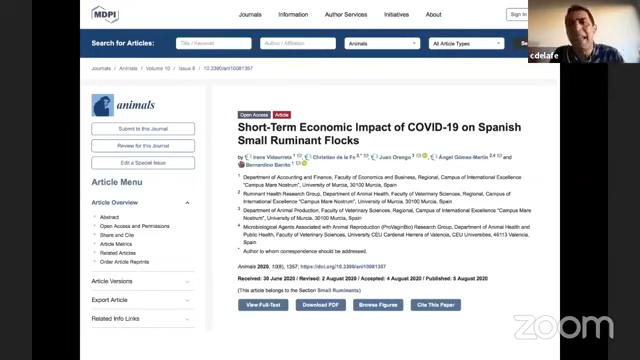 MDPI
Journals Information Author Services Initiatives About
Sign In
Search for Articles: Title / Keyword Author / Affiliation Animals All Article Types
cdelafe
Journals / Animals / Volume 10 / Issue 8 / 10.3390/ani10081357
animals
Submit to this Journal
Review for this Journal
Edit a Special Issue
Article Menu
Article Overview
Abstract
Open Access and Permissions
Share and Cite
Article Metrics
Related Articles
Order Article Reprints
Article Versions
Export Article
Related Info Links
Open Access Article
Short-Term Economic Impact of COVID-19 on Spanish
Small Ruminant Flocks
by Irene Vidaurreta 1, Christian de la Fe 2,*, Juan Orengo 3, Ángel Gómez-Martín 2,4 and
Bernardino Benito 1
1 Department of Accounting and Finance, Faculty of Economics and Business, Regional, Campus of International Excellence
"Campus Mare Nostrum", University of Murcia, 30100 Murcia, Spain
2 Ruminant Health Research Group, Department of Animal Health, Faculty of Veterinary Sciences, Regional, Campus of
International Excellence "Campus Mare Nostrum", University of Murcia, 30100 Murcia, Spain
3 Department of Animal Production, Faculty of Veterinary Sciences, Regional, Campus of International Excellence "Campus Mare
Nostrum", University of Murcia, 30100 Murcia, Spain
4 Microbiological Agents Associated with Animal Reproduction (ProVaginBio) Research Group, Department of Animal Health and
Public Health, Faculty of Veterinary Sciences, University CEU Cardenal Herrera of Valencia, CEU Universities, 46113 Valencia,
Spain
* Author to whom correspondence should be addressed.
Animals 2020, 10(8), 1357; https://doi.org/10.3390/ani10081357
Received: 30 June 2020 / Revised: 2 August 2020 / Accepted: 4 August 2020 / Published: 5 August 2020
(This article belongs to the Section Small Ruminants)
View Full-Text Download PDF Browse Figures Cite This Paper
zoom